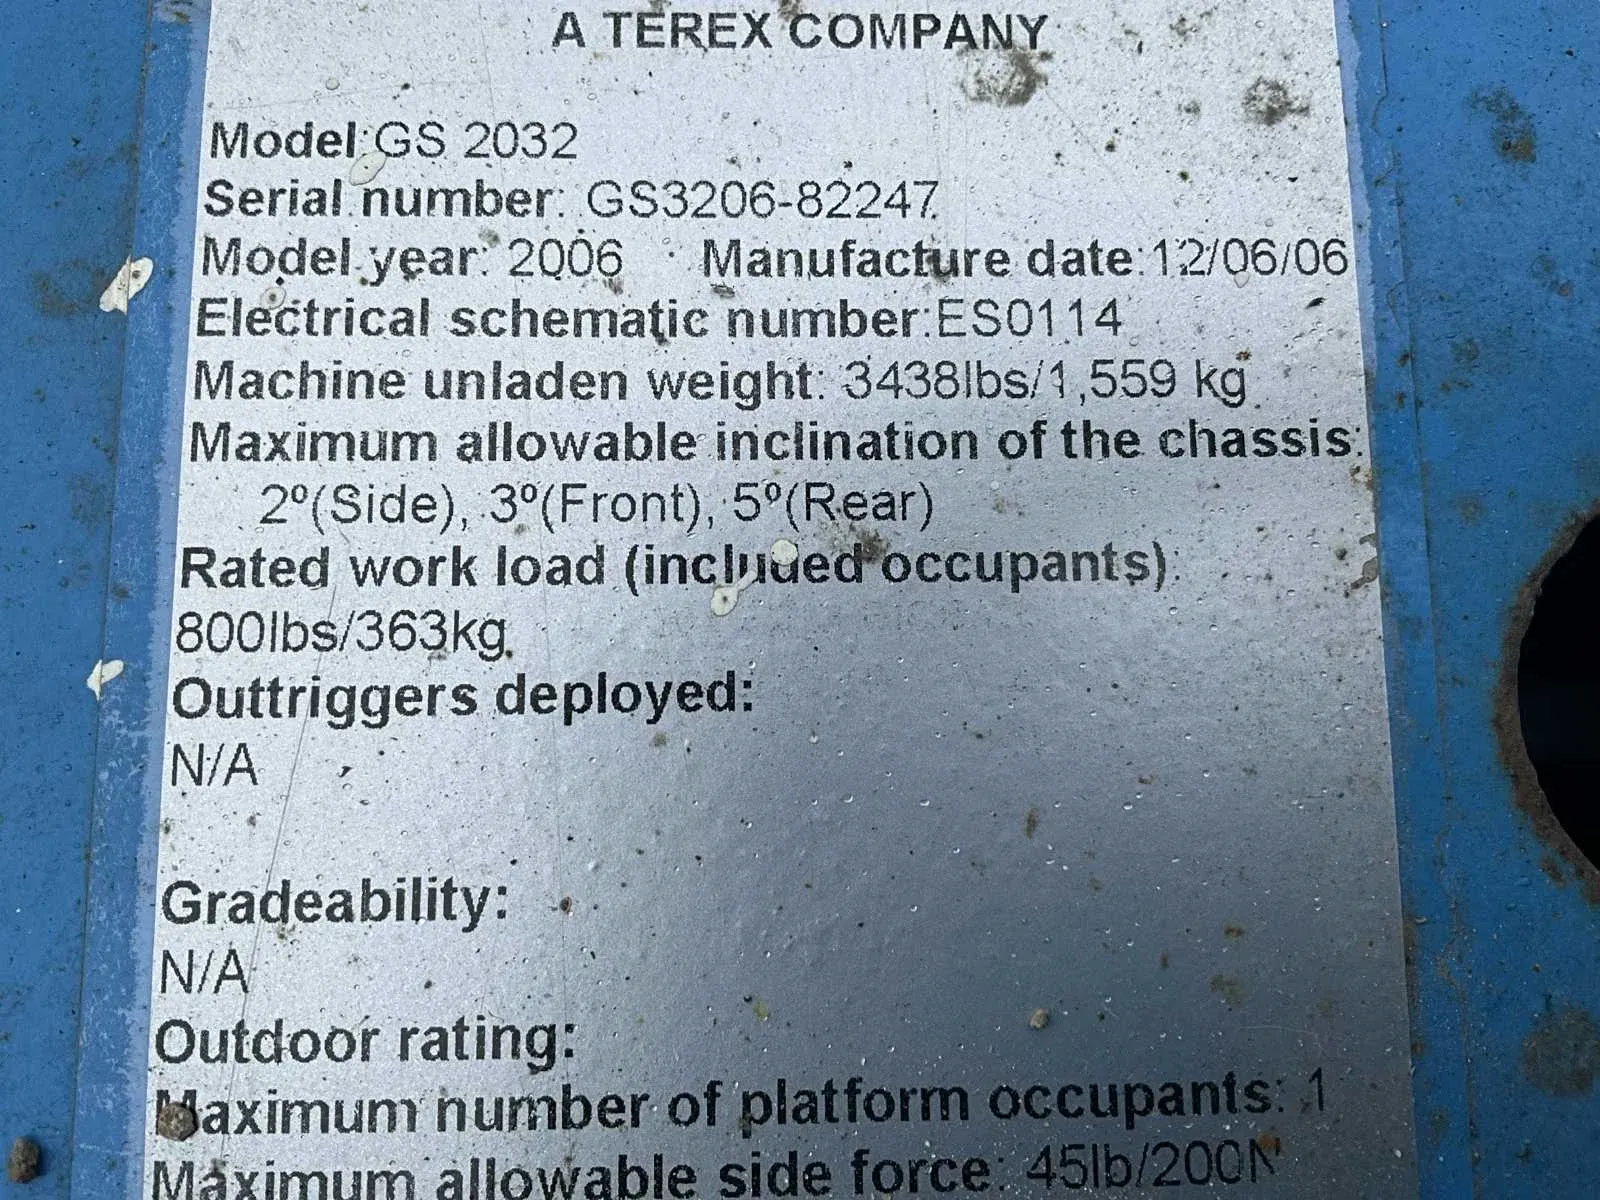 A TEREX COMPANY
Model:GS 2032
Serial number: GS3206-82247
Model year: 2006 Manufacture date:12/06/06
Electrical schematic number:ES0114
Machine unladen weight: 3438lbs/1,559 kg
Maximum allowable inclination of the chassis:
2º(Side), 3º(Front), 5º(Rear)
Rated work load (included occupants):
800lbs/363kg
Outtriggers deployed:
N/A
Gradeability:
N/A
Outdoor rating:
Maximum number of platform occupants: 1
Maximum allowable side force: 45lb/200N